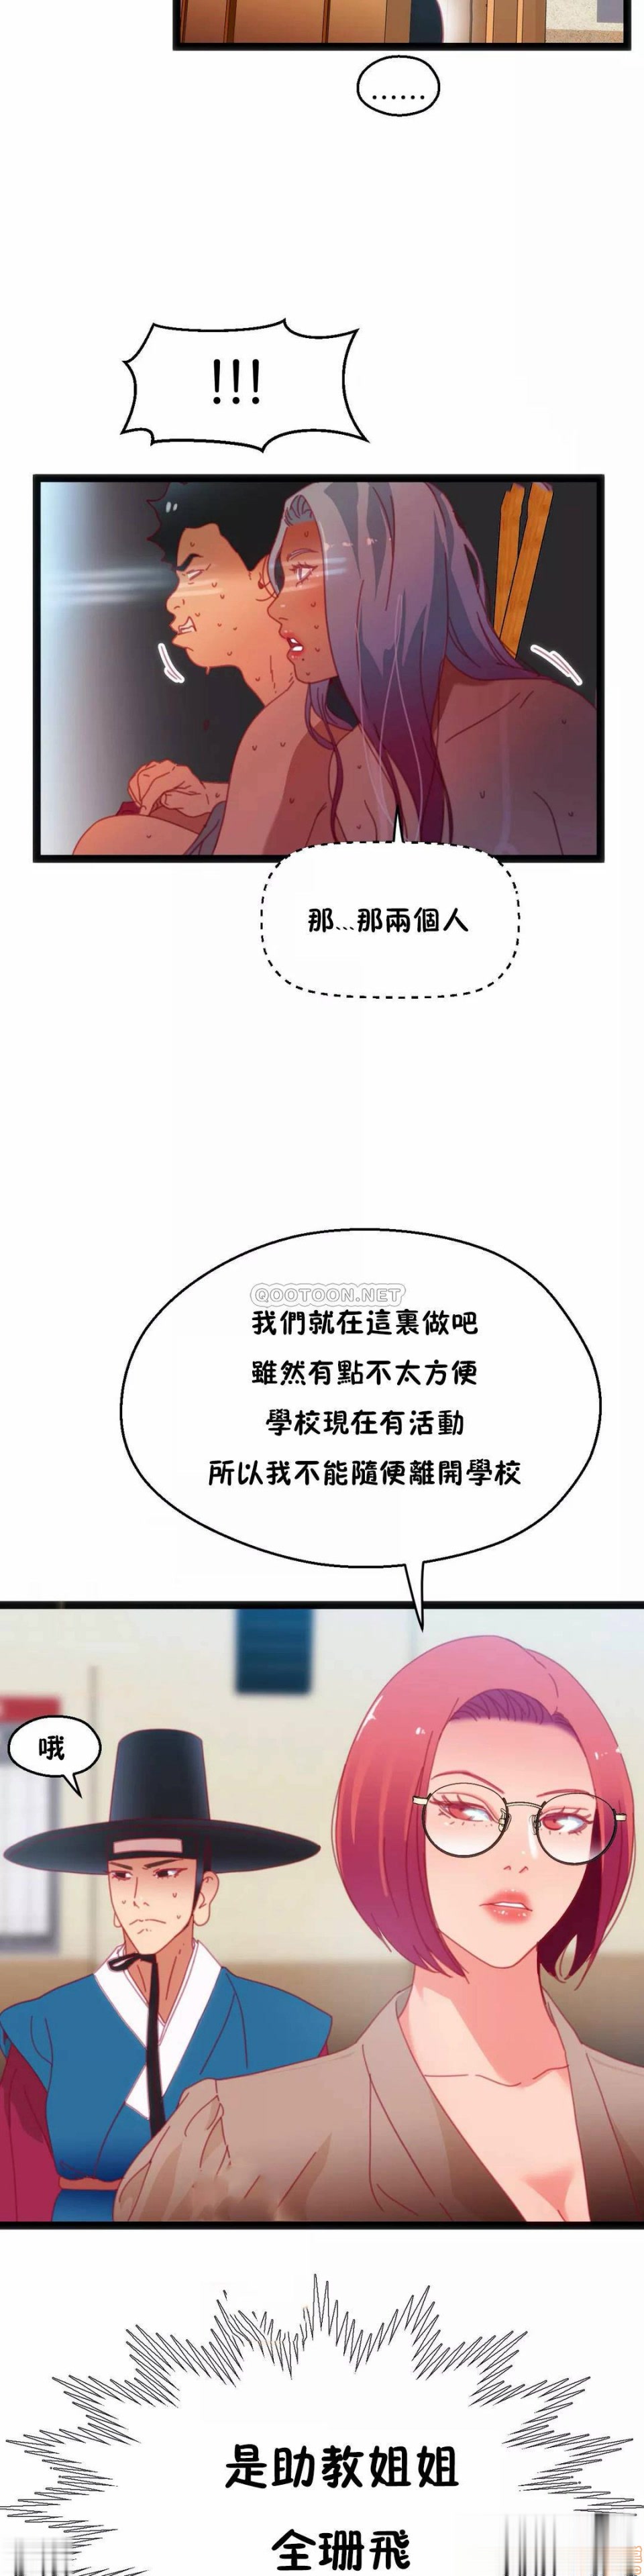 ......
!!!
那...那兩個人
QOOTOON.NET
我們就在這裏做吧
雖然有點不太方便
學校現在有活動
所以我不能隨便離開學校
哦
是助教姐姐
全珊飛